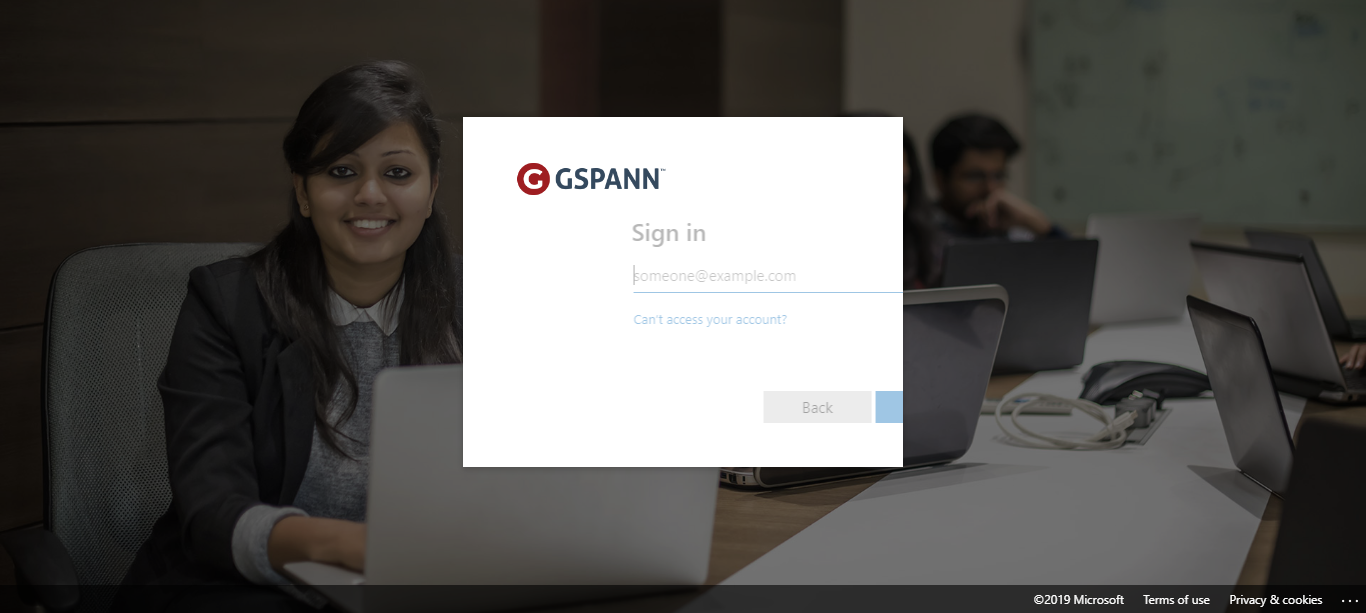 GSPANN™
Sign in
someone@example.com
Can't access your account?
Back
©2019 Microsoft Terms of use Privacy & cookies ...